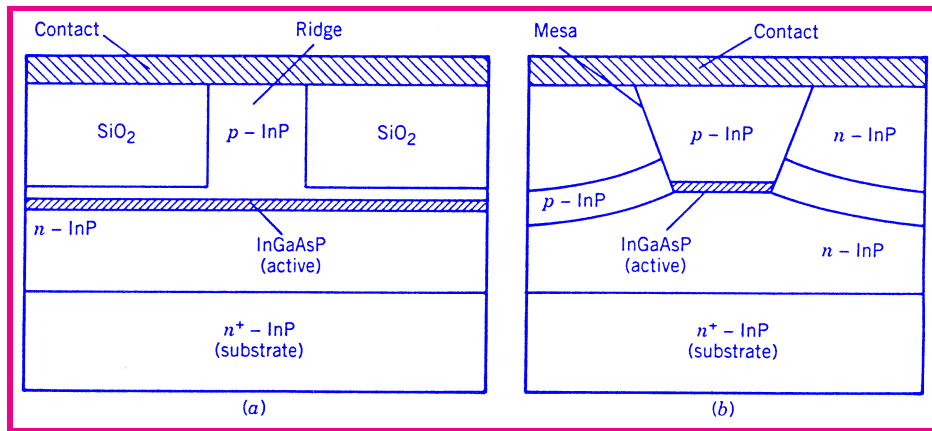 Contact
Ridge
SiO₂
p – InP
SiO₂
n – InP
InGaAsP
(active)
n⁺ – InP
(substrate)
(a)
Mesa
Contact
p – InP
n – InP
p – InP
InGaAsP
(active)
n – InP
n⁺ – InP
(substrate)
(b)